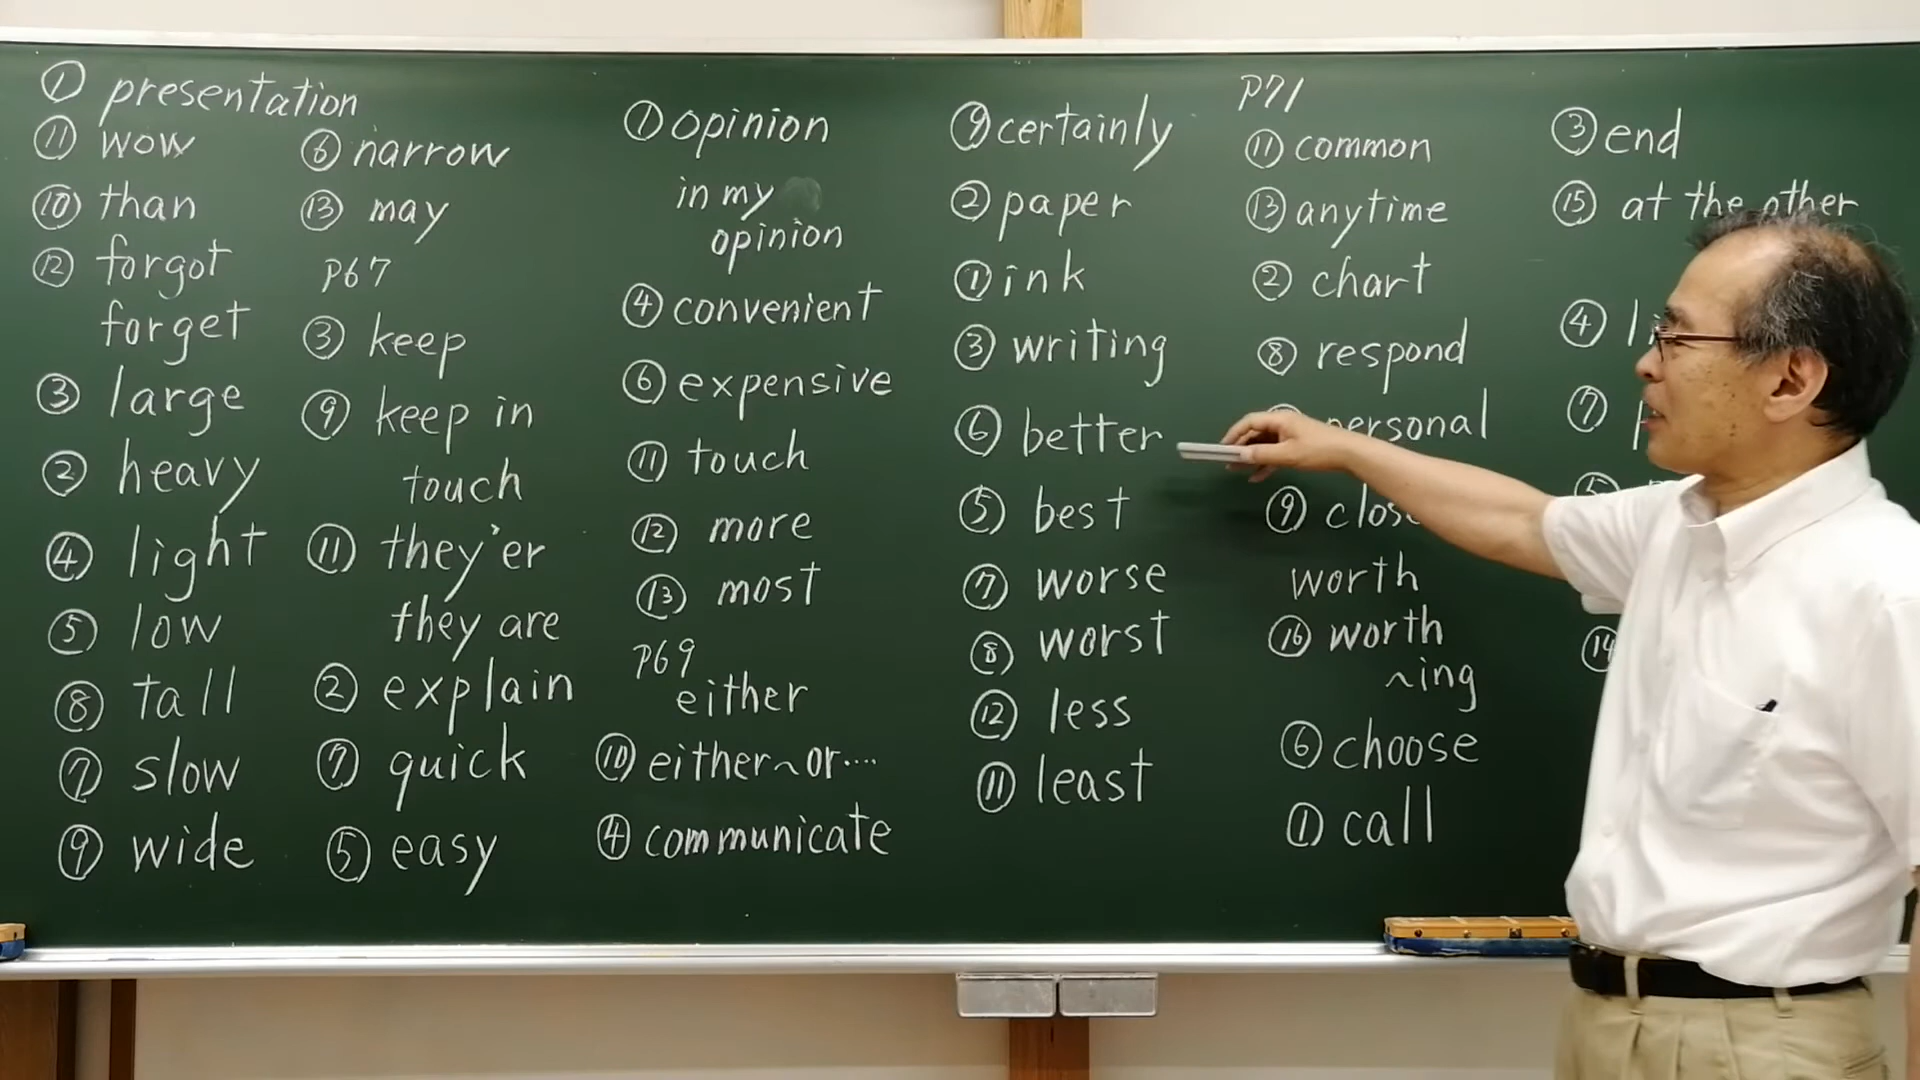 ① presentation
⑪ wow
⑩ than
⑫ forgot
forget
③ large
② heavy
④ light
⑤ low
⑧ tall
⑦ slow
⑨ wide
⑥ narrow
⑬ may
P67
③ keep
⑨ keep in
touch
⑪ they'er
they are
② explain
⑦ quick
⑤ easy
① opinion
in my
opinion
④ convenient
⑥ expensive
⑪ touch
⑫ more
⑬ most
P69
either
⑩ either~or....
④ communicate
⑨ certainly
② paper
① ink
③ writing
⑥ better
⑤ best
⑦ worse
⑧ worst
⑫ less
⑪ least
P71
⑪ common
⑬ anytime
② chart
⑧ respond
personal
⑨ close
worth
⑯ worth
~ing
⑥ choose
① call
③ end
⑮ at the other
④
⑦
⑤
⑭